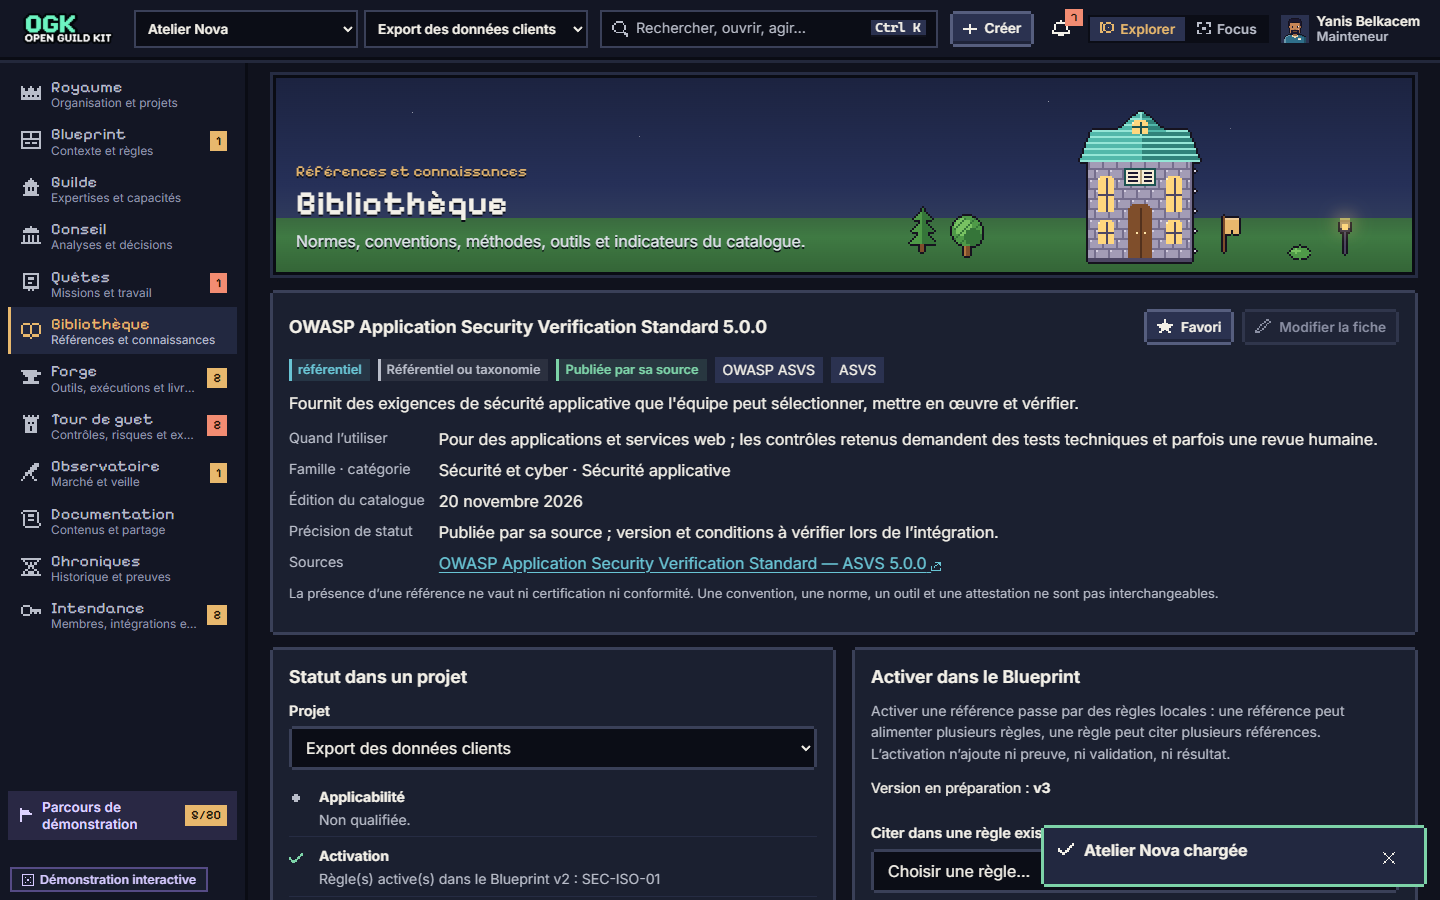 OGK
OPEN GUILD KIT
Atelier Nova
Export des données clients
Rechercher, ouvrir, agir...
Ctrl K
Créer
7
Explorer
Focus
Yanis Belkacem
Mainteneur
Royaume
Organisation et projets
Blueprint
Contexte et règles
1
Guilde
Expertises et capacités
Conseil
Analyses et décisions
Quêtes
Missions et travail
1
Bibliothèque
Références et connaissances
Forge
Outils, exécutions et livr...
8
Tour de guet
Contrôles, risques et ex...
8
Observatoire
Marché et veille
1
Documentation
Contenus et partage
Chroniques
Historique et preuves
Intendance
Membres, intégrations e...
8
Parcours de
démonstration
8/80
Démonstration interactive
Références et connaissances
Bibliothèque
Normes, conventions, méthodes, outils et indicateurs du catalogue.
OWASP Application Security Verification Standard 5.0.0
Favori
Modifier la fiche
référentiel
Référentiel ou taxonomie
Publiée par sa source
OWASP ASVS
ASVS
Fournit des exigences de sécurité applicative que l'équipe peut sélectionner, mettre en œuvre et vérifier.
Quand l’utiliser
Pour des applications et services web ; les contrôles retenus demandent des tests techniques et parfois une revue humaine.
Famille · catégorie
Sécurité et cyber · Sécurité applicative
Édition du catalogue
20 novembre 2026
Précision de statut
Publiée par sa source ; version et conditions à vérifier lors de l’intégration.
Sources
OWASP Application Security Verification Standard — ASVS 5.0.0
La présence d’une référence ne vaut ni certification ni conformité. Une convention, une norme, un outil et une attestation ne sont pas interchangeables.
Statut dans un projet
Projet
Export des données clients
Applicabilité
Non qualifiée.
Activation
Règle(s) active(s) dans le Blueprint v2 : SEC-ISO-01
Activer dans le Blueprint
Activer une référence passe par des règles locales : une référence peut
alimenter plusieurs règles, une règle peut citer plusieurs références.
L’activation n’ajoute ni preuve, ni validation, ni résultat.
Version en préparation : v3
Citer dans une règle exis
Choisir une règle...
Atelier Nova chargée